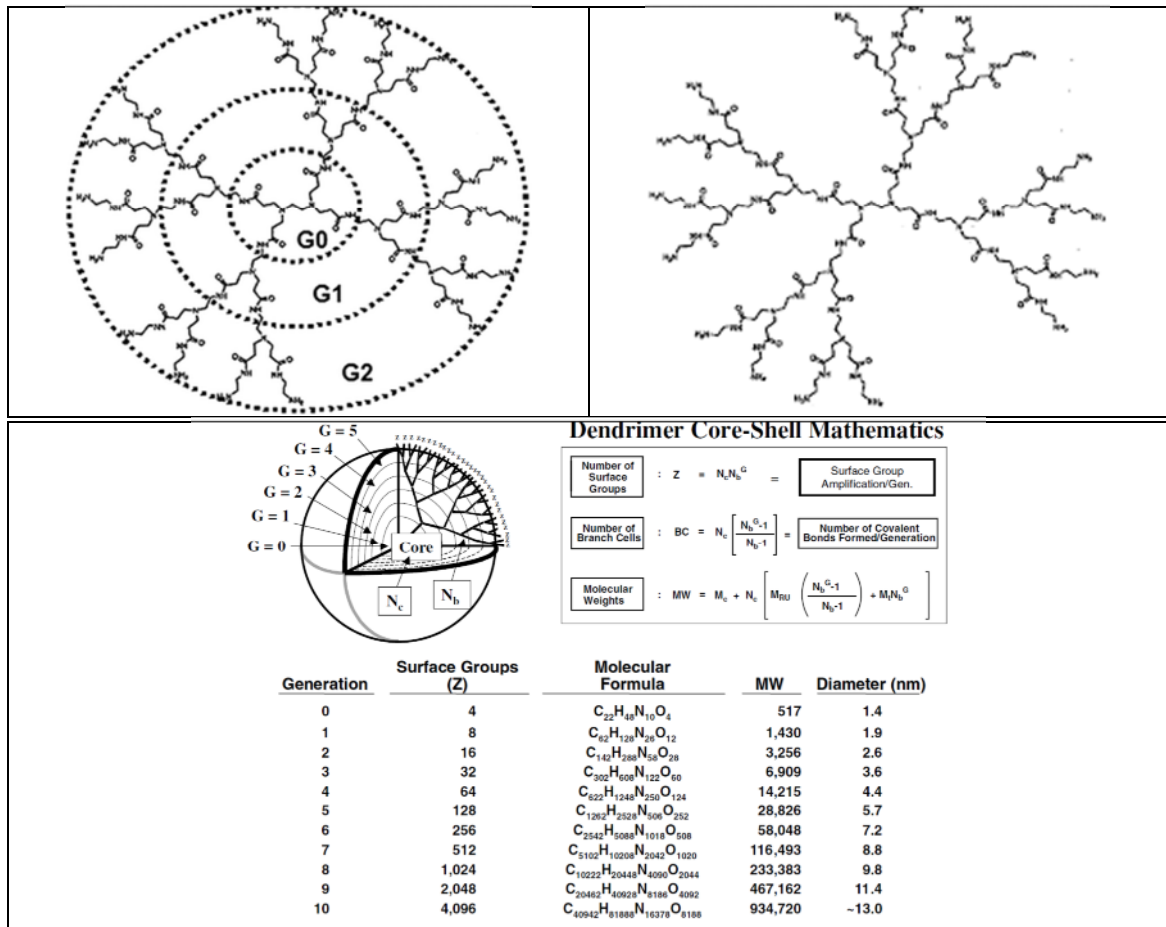 G0
G1
G2
Dendrimer Core-Shell Mathematics
G = 5
G = 4
G = 3
G = 2
G = 1
G = 0
Core
N_c
N_b
Number of Surface Groups : Z = N_cN_b^G = Surface Group Amplification/Gen.
Number of Branch Cells : BC = N_c [ N_b^G-1 / N_b-1 ] = Number of Covalent Bonds Formed/Generation
Molecular Weights : MW = M_c + N_c [ M_RU ( N_b^G-1 / N_b-1 ) + M_tN_b^G ]
Generation Surface Groups (Z) Molecular Formula MW Diameter (nm)
0 4 C₂₂H₄₈N₁₀O₄ 517 1.4
1 8 C₆₂H₁₂₈N₂₆O₁₂ 1,430 1.9
2 16 C₁₄₂H₂₈₈N₅₈O₂₈ 3,256 2.6
3 32 C₃₀₂H₆₀₈N₁₂₂O₆₀ 6,909 3.6
4 64 C₆₂₂H₁₂₄₈N₂₅₀O₁₂₄ 14,215 4.4
5 128 C₁₂₆₂H₂₅₂₈N₅₀₆O₂₅₂ 28,826 5.7
6 256 C₂₅₄₂H₅₀₈₈N₁₀₁₈O₅₀₈ 58,048 7.2
7 512 C₅₁₀₂H₁₀₂₀₈N₂₀₄₂O₁₀₂₀ 116,493 8.8
8 1,024 C₁₀₂₂₂H₂₀₄₄₈N₄₀₉₀O₂₀₄₄ 233,383 9.8
9 2,048 C₂₀₄₆₂H₄₀₉₂₈N₈₁₈₆O₄₀₉₂ 467,162 11.4
10 4,096 C₄₀₉₄₂H₈₁₈₈₈N₁₆₃₇₈O₈₁₈₈ 934,720 ~13.0